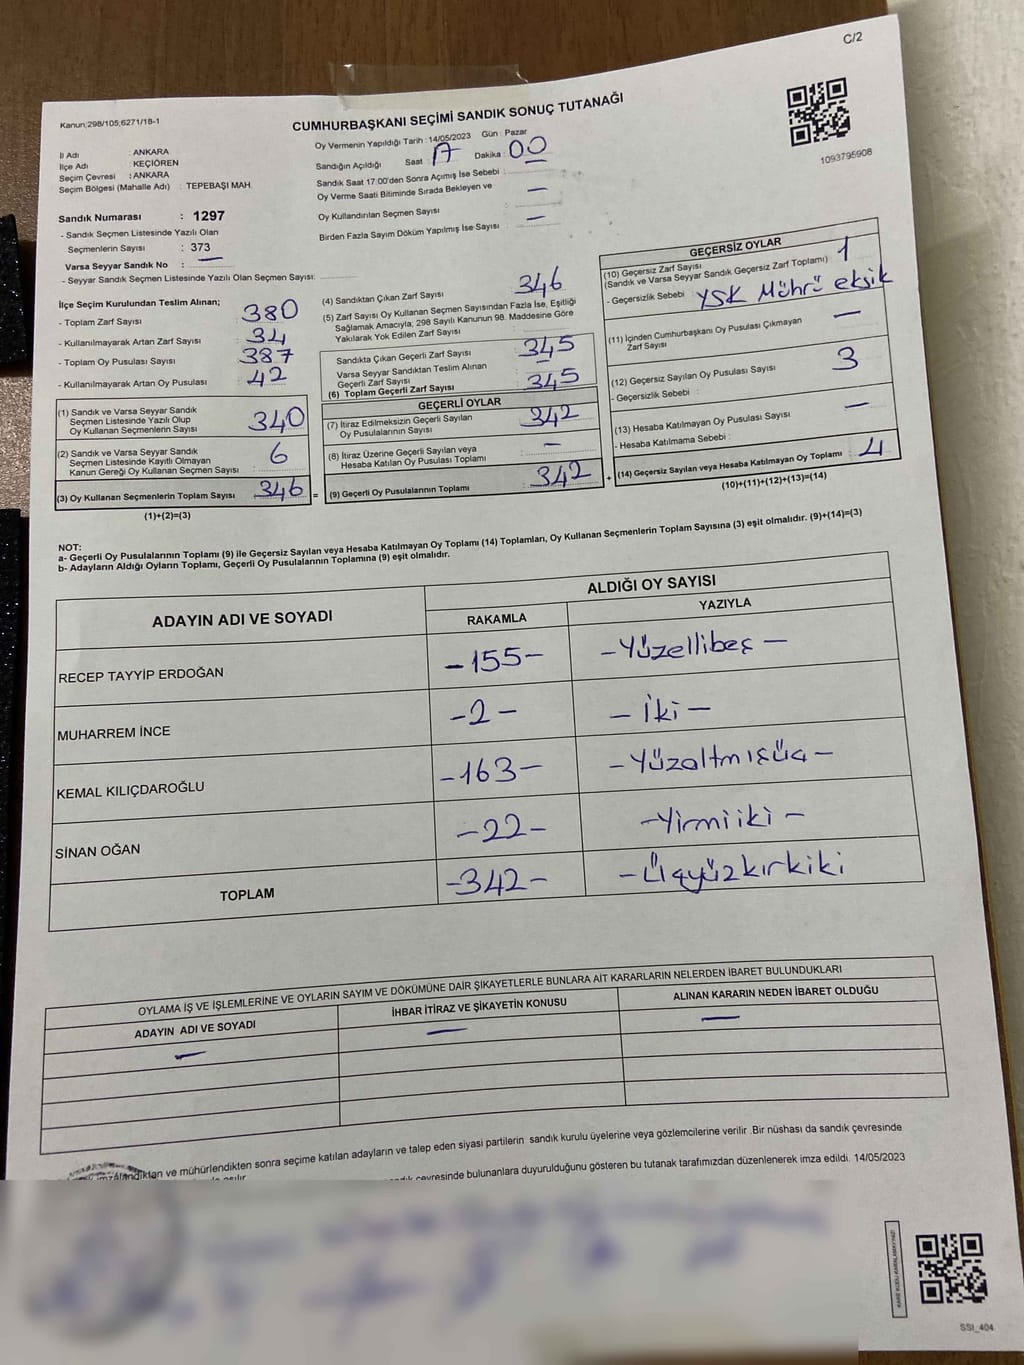 C/2
Kanun;298/105,6271/18-1
CUMHURBAŞKANI SEÇİMİ SANDIK SONUÇ TUTANAĞI
1093795908
İl Adı : ANKARA
İlçe Adı : KEÇİÖREN
Seçim Çevresi : ANKARA
Seçim Bölgesi (Mahalle Adı) : TEPEBAŞI MAH.
Oy Vermenin Yapıldığı Tarih : 14/05/2023 Gün : Pazar
Sandığın Açıldığı Saat : 17 Dakika : 00
Sandık Saat 17.00'den Sonra Açılmış İse Sebebi :
Oy Verme Saati Bitiminde Sırada Bekleyen ve
Oy Kullandırılan Seçmen Sayısı : —
Birden Fazla Sayım Döküm Yapılmış İse Sayısı : —
Sandık Numarası : 1297
- Sandık Seçmen Listesinde Yazılı Olan
Seçmenlerin Sayısı : 373
Varsa Seyyar Sandık No : —
- Seyyar Sandık Seçmen Listesinde Yazılı Olan Seçmen Sayısı:
İlçe Seçim Kurulundan Teslim Alınan;
- Toplam Zarf Sayısı : 380
- Kullanılmayarak Artan Zarf Sayısı : 34
- Toplam Oy Pusulası Sayısı : 387
- Kullanılmayarak Artan Oy Pusulası : 42
(1) Sandık ve Varsa Seyyar Sandık
Seçmen Listesinde Yazılı Olup
Oy Kullanan Seçmenlerin Sayısı : 340
(2) Sandık ve Varsa Seyyar Sandık
Seçmen Listesinde Kayıtlı Olmayan
Kanun Gereği Oy Kullanan Seçmen Sayısı : 6
(3) Oy Kullanan Seçmenlerin Toplam Sayısı : 346 =
(1)+(2)=(3)
(4) Sandıktan Çıkan Zarf Sayısı : 346
(5) Zarf Sayısı Oy Kullanan Seçmen Sayısından Fazla İse, Eşitliği
Sağlamak Amacıyla, 298 Sayılı Kanunun 98. Maddesine Göre
Yakılarak Yok Edilen Zarf Sayısı :
Sandıkta Çıkan Geçerli Zarf Sayısı : 345
Varsa Seyyar Sandıktan Teslim Alınan
Geçerli Zarf Sayısı : —
(6) Toplam Geçerli Zarf Sayısı : 345
GEÇERLİ OYLAR
(7) İtiraz Edilmeksizin Geçerli Sayılan
Oy Pusulalarının Sayısı : 342
(8) İtiraz Üzerine Geçerli Sayılan veya
Hesaba Katılan Oy Pusulası Toplamı : —
(9) Geçerli Oy Pusulalarının Toplamı : 342 +
GEÇERSİZ OYLAR
(10) Geçersiz Zarf Sayısı : 1
(Sandık ve Varsa Seyyar Sandık Geçersiz Zarf Toplamı)
- Geçersizlik Sebebi : YSK Mührü eksik
(11) İçinden Cumhurbaşkanı Oy Pusulası Çıkmayan
Zarf Sayısı : —
(12) Geçersiz Sayılan Oy Pusulası Sayısı : 3
- Geçersizlik Sebebi :
(13) Hesaba Katılmayan Oy Pusulası Sayısı : —
- Hesaba Katılmama Sebebi :
(14) Geçersiz Sayılan veya Hesaba Katılmayan Oy Toplamı : 4
(10)+(11)+(12)+(13)=(14)
NOT:
a- Geçerli Oy Pusulalarının Toplamı (9) ile Geçersiz Sayılan veya Hesaba Katılmayan Oy Toplamı (14) Toplamları, Oy Kullanan Seçmenlerin Toplam Sayısına (3) eşit olmalıdır. (9)+(14)=(3)
b- Adayların Aldığı Oyların Toplamı, Geçerli Oy Pusulalarının Toplamına (9) eşit olmalıdır.
ADAYIN ADI VE SOYADI
ALDIĞI OY SAYISI
RAKAMLA YAZIYLA
RECEP TAYYİP ERDOĞAN -155- -Yüzellibeş-
MUHARREM İNCE -2- -İki-
KEMAL KILIÇDAROĞLU -163- -Yüzaltmışüç-
SİNAN OĞAN -22- -Yirmiiki-
TOPLAM -342- -Üçyüzkırkiki
OYLAMA İŞ VE İŞLEMLERİNE VE OYLARIN SAYIM VE DÖKÜMÜNE DAİR ŞİKAYETLERLE BUNLARA AİT KARARLARIN NELERDEN İBARET BULUNDUKLARI
ADAYIN ADI VE SOYADI İHBAR İTİRAZ VE ŞİKAYETİN KONUSU ALINAN KARARIN NEDEN İBARET OLDUĞU
— — —
imzalandıktan ve mühürlendikten sonra seçime katılan adayların ve talep eden siyasi partilerin sandık kurulu üyelerine veya gözlemcilerine verilir .Bir nüshası da sandık çevresinde
çevresinde bulunanlara duyurulduğunu gösteren bu tutanak tarafımızdan düzenlenerek imza edildi. 14/05/2023
KARE KODU KARALAMAYINIZ!
SSI_404